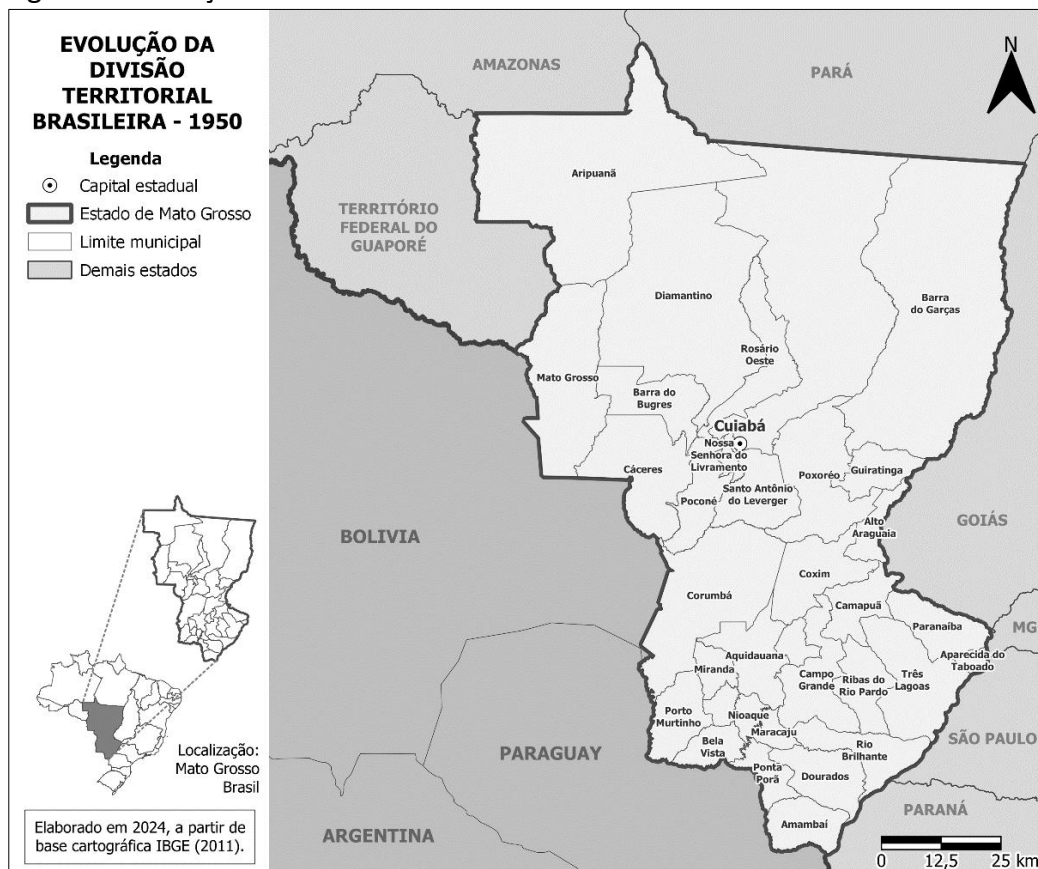 EVOLUÇÃO DA
DIVISÃO
TERRITORIAL
BRASILEIRA - 1950
Legenda
Capital estadual
Estado de Mato Grosso
Limite municipal
Demais estados
Localização:
Mato Grosso
Brasil
Elaborado em 2024, a partir de
base cartográfica IBGE (2011).
N
AMAZONAS
PARÁ
Aripuanã
TERRITÓRIO
FEDERAL DO
GUAPORÉ
Diamantino
Barra
do Garças
Rosário
Oeste
Mato Grosso
Barra do
Bugres
Cuiabá
Nossa
Senhora do
Livramento
Cáceres
Poxoréo
Guiratinga
Santo Antônio
do Leverger
Poconé
Alto
Araguaia
GOIÁS
BOLIVIA
Coxim
Corumbá
Camapuã
Paranaíba
MG
Aquidauana
Miranda
Aparecida do
Taboado
Campo
Grande
Ribas do
Rio Pardo
Três
Lagoas
Porto
Murtinho
Nioaque
Maracaju
SÃO PAULO
PARAGUAY
Bela
Vista
Rio
Brilhante
Ponta
Porã
Dourados
PARANÁ
Amambaí
ARGENTINA
0 12,5 25 km